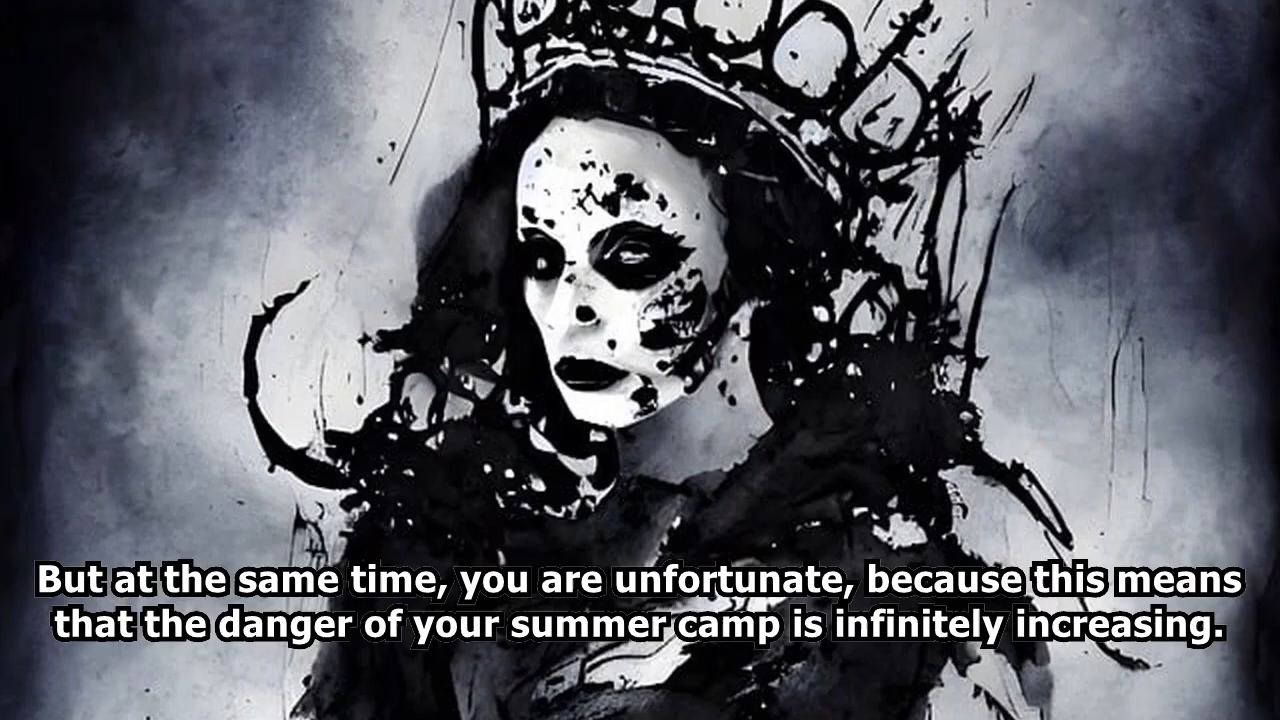 But at the same time, you are unfortunate, because this means
that the danger of your summer camp is infinitely increasing.